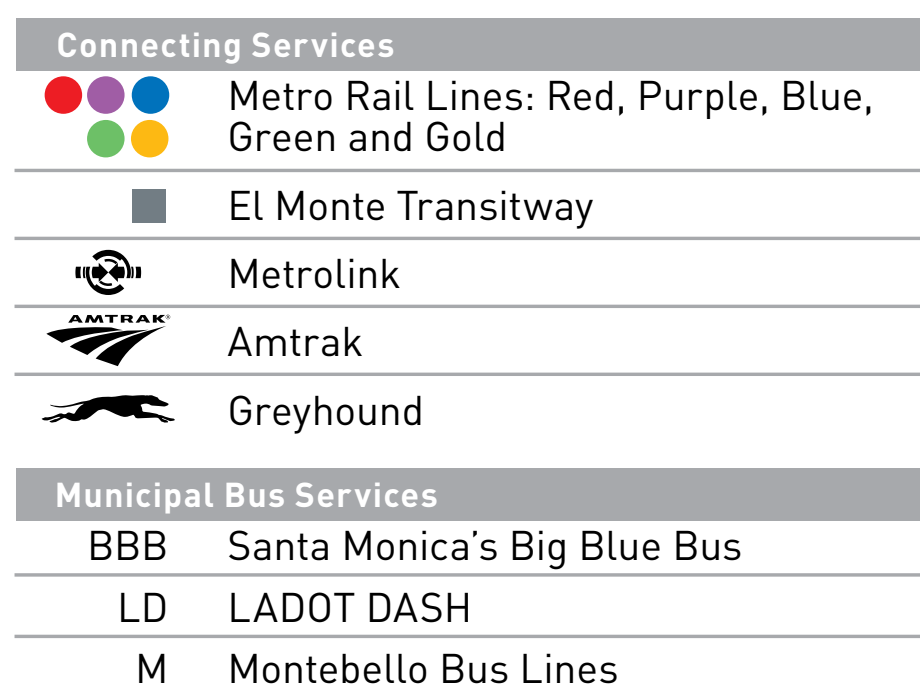 Connecting Services
Metro Rail Lines: Red, Purple, Blue,
Green and Gold
El Monte Transitway
Metrolink
AMTRAK®
Amtrak
Greyhound
Municipal Bus Services
BBB Santa Monica’s Big Blue Bus
LD LADOT DASH
M Montebello Bus Lines